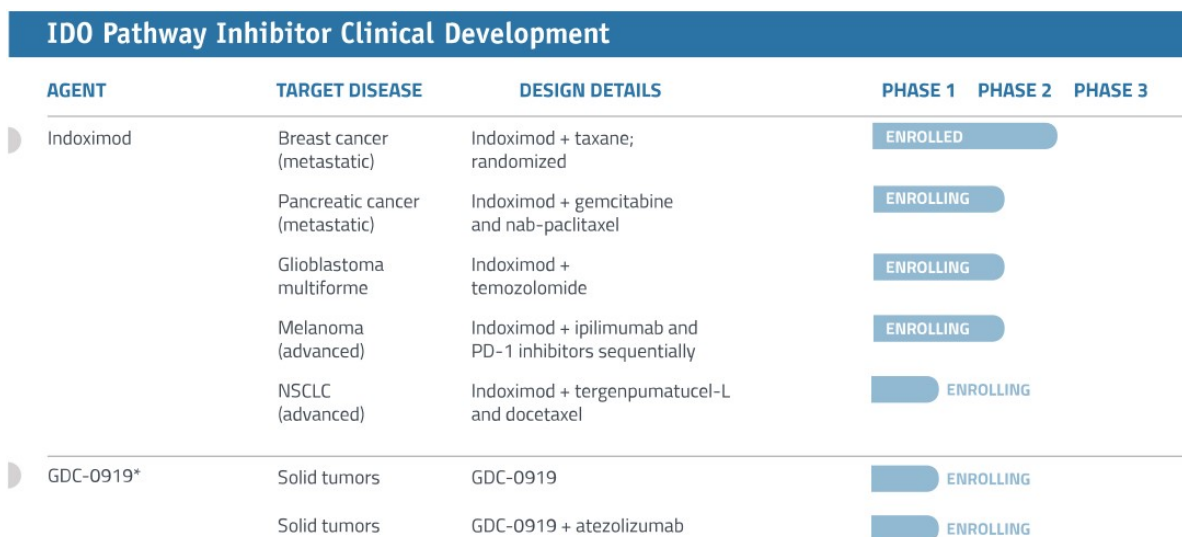 IDO Pathway Inhibitor Clinical Development
AGENT TARGET DISEASE DESIGN DETAILS PHASE 1 PHASE 2 PHASE 3
Indoximod Breast cancer Indoximod + taxane; ENROLLED
(metastatic) randomized
Pancreatic cancer Indoximod + gemcitabine ENROLLING
(metastatic) and nab-paclitaxel
Glioblastoma Indoximod + ENROLLING
multiforme temozolomide
Melanoma Indoximod + ipilimumab and ENROLLING
(advanced) PD-1 inhibitors sequentially
NSCLC Indoximod + tergenpumatucel-L ENROLLING
(advanced) and docetaxel
GDC-0919* Solid tumors GDC-0919 ENROLLING
Solid tumors GDC-0919 + atezolizumab ENROLLING